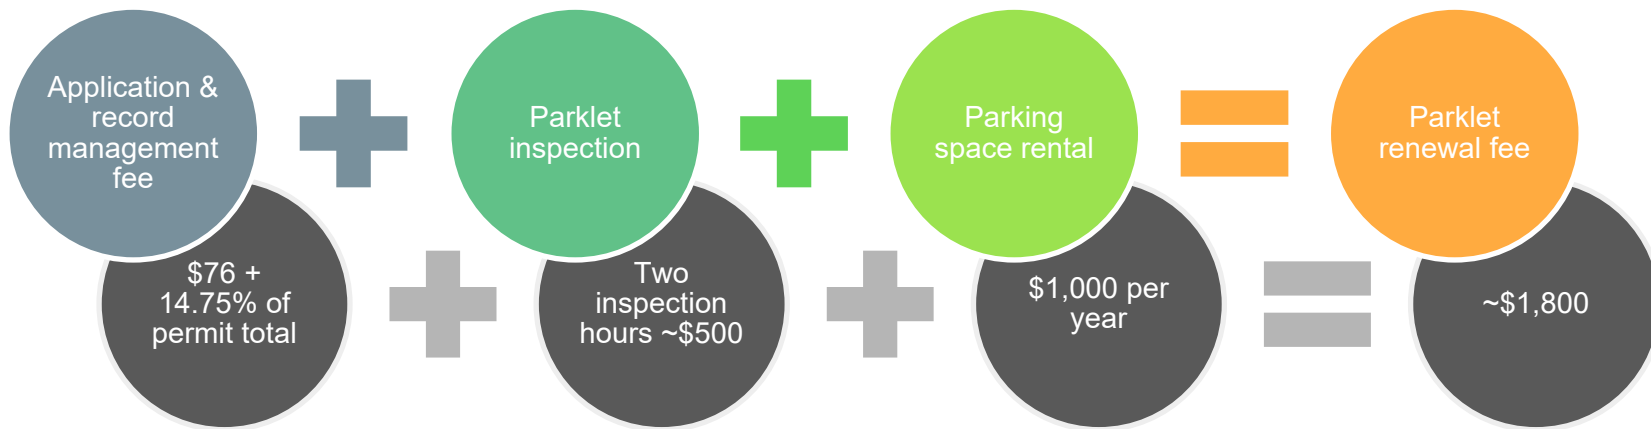 Application &
record
management
fee
Parklet
inspection
Parking
space rental
Parklet
renewal fee
$76 +
14.75% of
permit total
Two
inspection
hours ~$500
$1,000 per
year
~$1,800